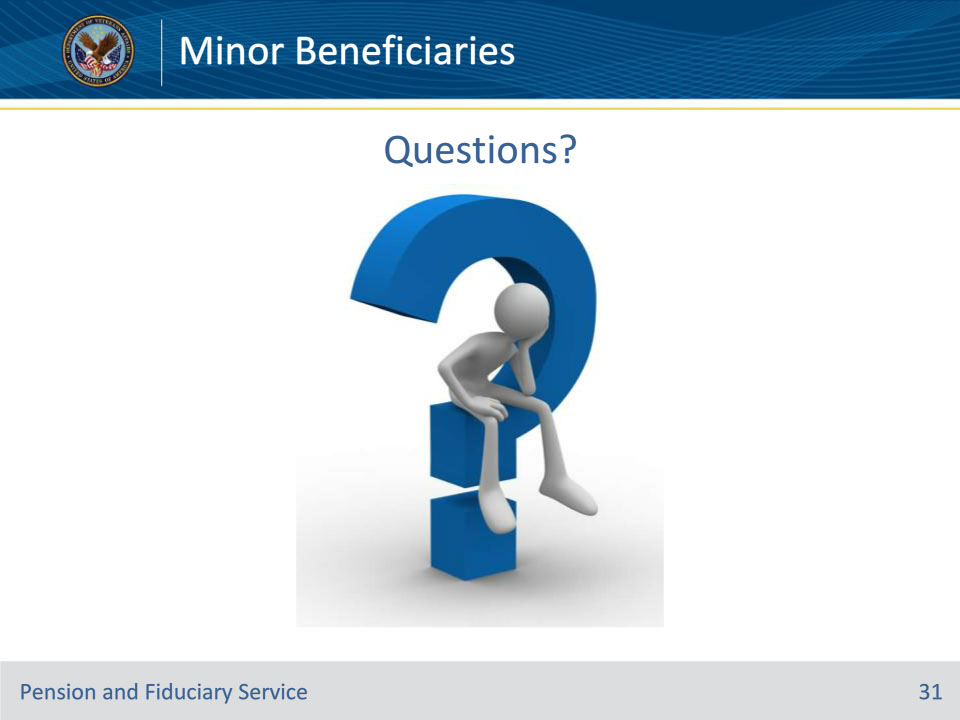 Minor Beneficiaries
Questions?
Pension and Fiduciary Service
31